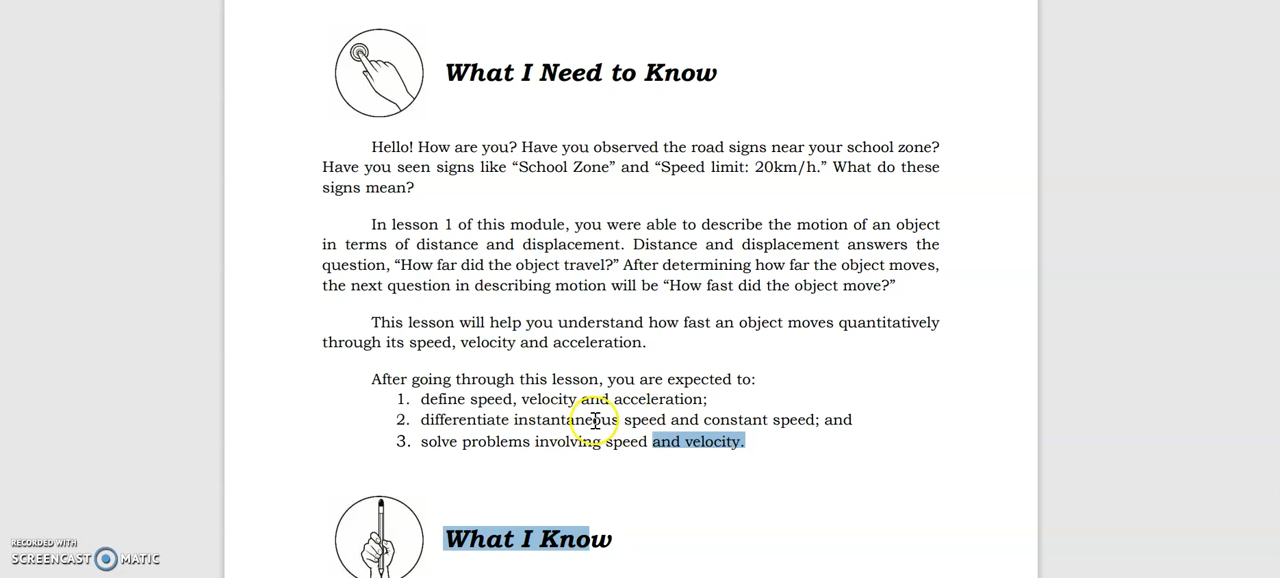 What I Need to Know
Hello! How are you? Have you observed the road signs near your school zone?
Have you seen signs like “School Zone” and “Speed limit: 20km/h.” What do these
signs mean?
In lesson 1 of this module, you were able to describe the motion of an object
in terms of distance and displacement. Distance and displacement answers the
question, “How far did the object travel?” After determining how far the object moves,
the next question in describing motion will be “How fast did the object move?”
This lesson will help you understand how fast an object moves quantitatively
through its speed, velocity and acceleration.
After going through this lesson, you are expected to:
1. define speed, velocity and acceleration;
2. differentiate instantaneous speed and constant speed; and
3. solve problems involving speed and velocity.
What I Know
RECORDED WITH
SCREENCAST MATIC